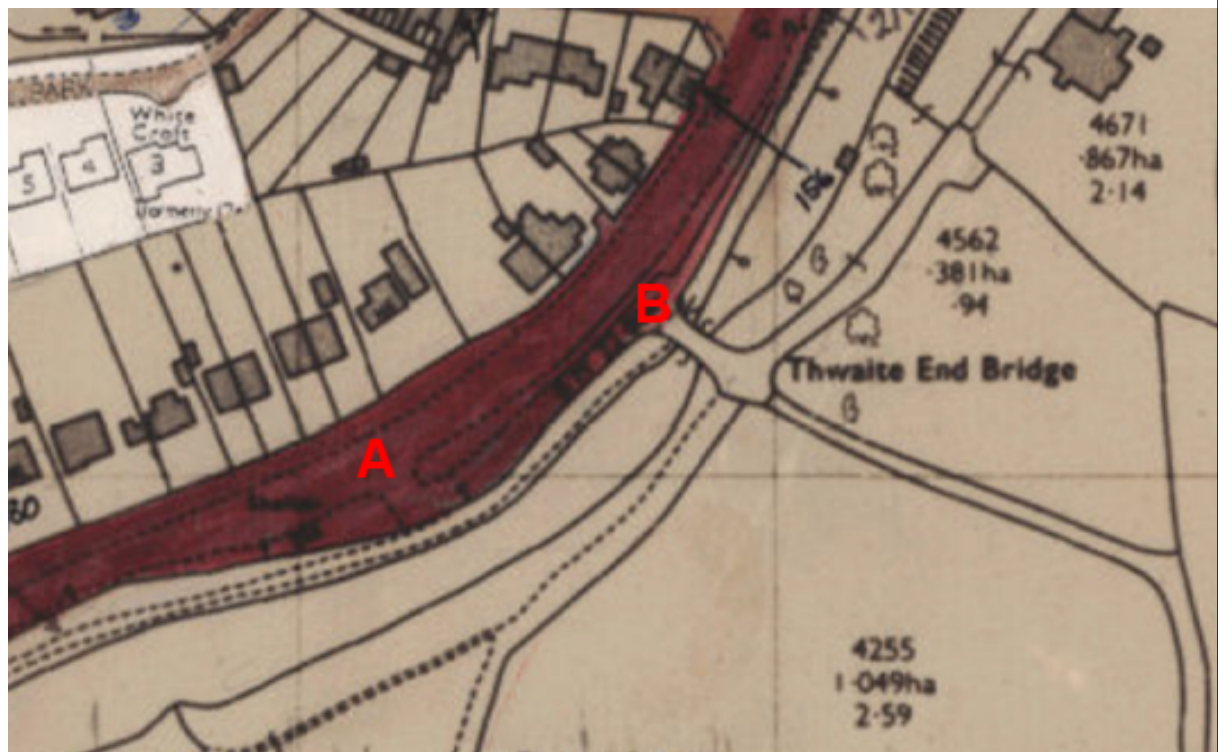 PARK
White
Croft
5
4
3
156
4671
·867ha
2·14
4562
·381ha
·94
B
Thwaite End Bridge
A
4255
1·049ha
2·59